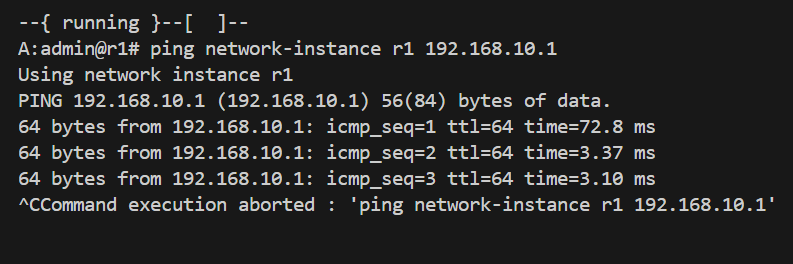 --{ running }--[  ]--
A:admin@r1# ping network-instance r1 192.168.10.1
Using network instance r1
PING 192.168.10.1 (192.168.10.1) 56(84) bytes of data.
64 bytes from 192.168.10.1: icmp_seq=1 ttl=64 time=72.8 ms
64 bytes from 192.168.10.1: icmp_seq=2 ttl=64 time=3.37 ms
64 bytes from 192.168.10.1: icmp_seq=3 ttl=64 time=3.10 ms
^CCommand execution aborted : 'ping network-instance r1 192.168.10.1'